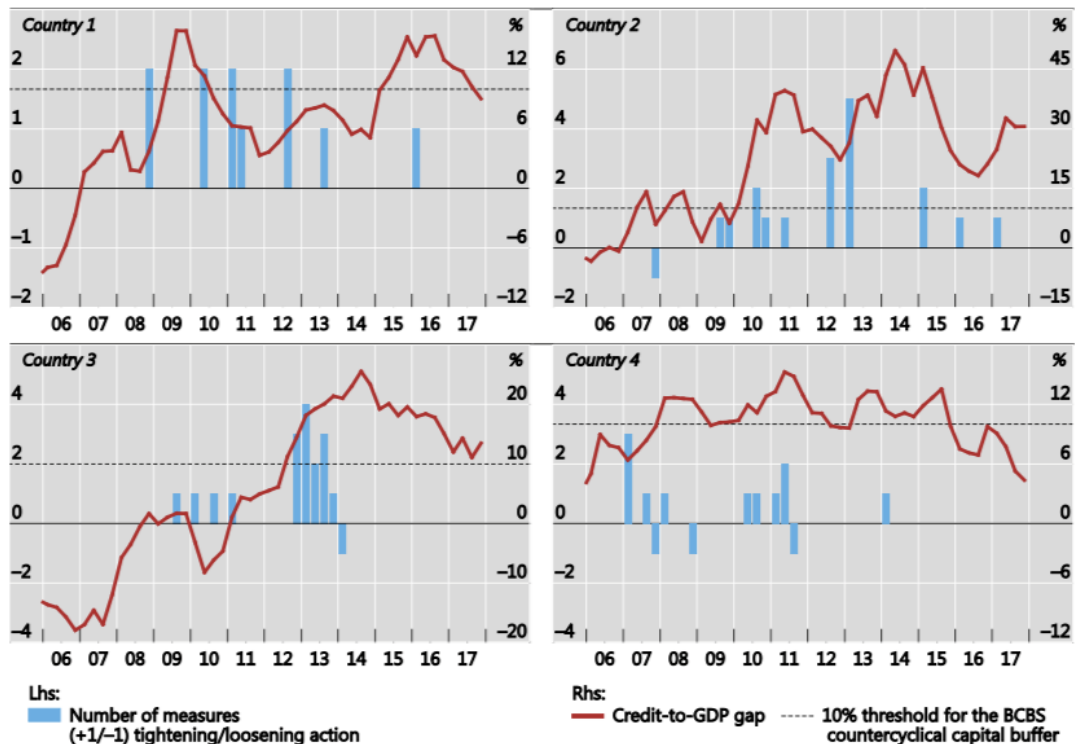 Country 1 %
2 12
1 6
0 0
–1 –6
–2 –12
06 07 08 09 10 11 12 13 14 15 16 17
Country 2 %
6 45
4 30
2 15
0 0
–2 –15
06 07 08 09 10 11 12 13 14 15 16 17
Country 3 %
4 20
2 10
0 0
–2 –10
–4 –20
06 07 08 09 10 11 12 13 14 15 16 17
Country 4 %
4 12
2 6
0 0
–2 –6
–4 –12
06 07 08 09 10 11 12 13 14 15 16 17
Lhs:
Number of measures
(+1/–1) tightening/loosening action
Rhs:
Credit-to-GDP gap
10% threshold for the BCBS
countercyclical capital buffer